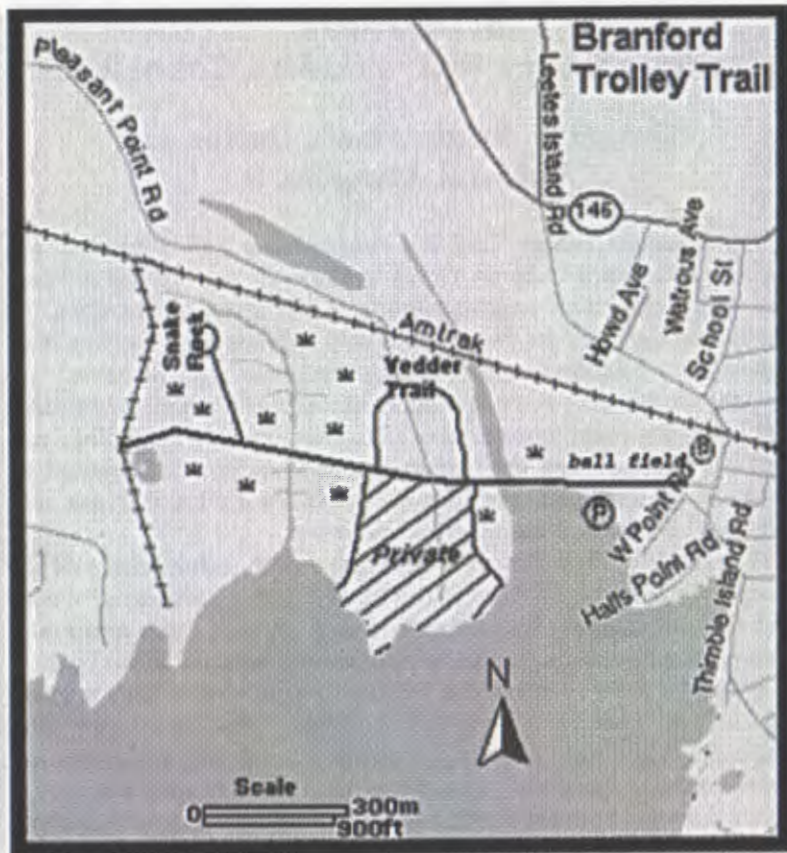 Branford
Trolley Trail
Pleasant Point Rd
Leetes Island Rd
146
Howd Ave
Watrous Ave
School St
Amtrak
Snake
Rock
Vedder
Trail
ball field
B
P
W Point Rd
Halls Point Rd
Thimble Island Rd
Private
N
Scale
0 300m
900ft